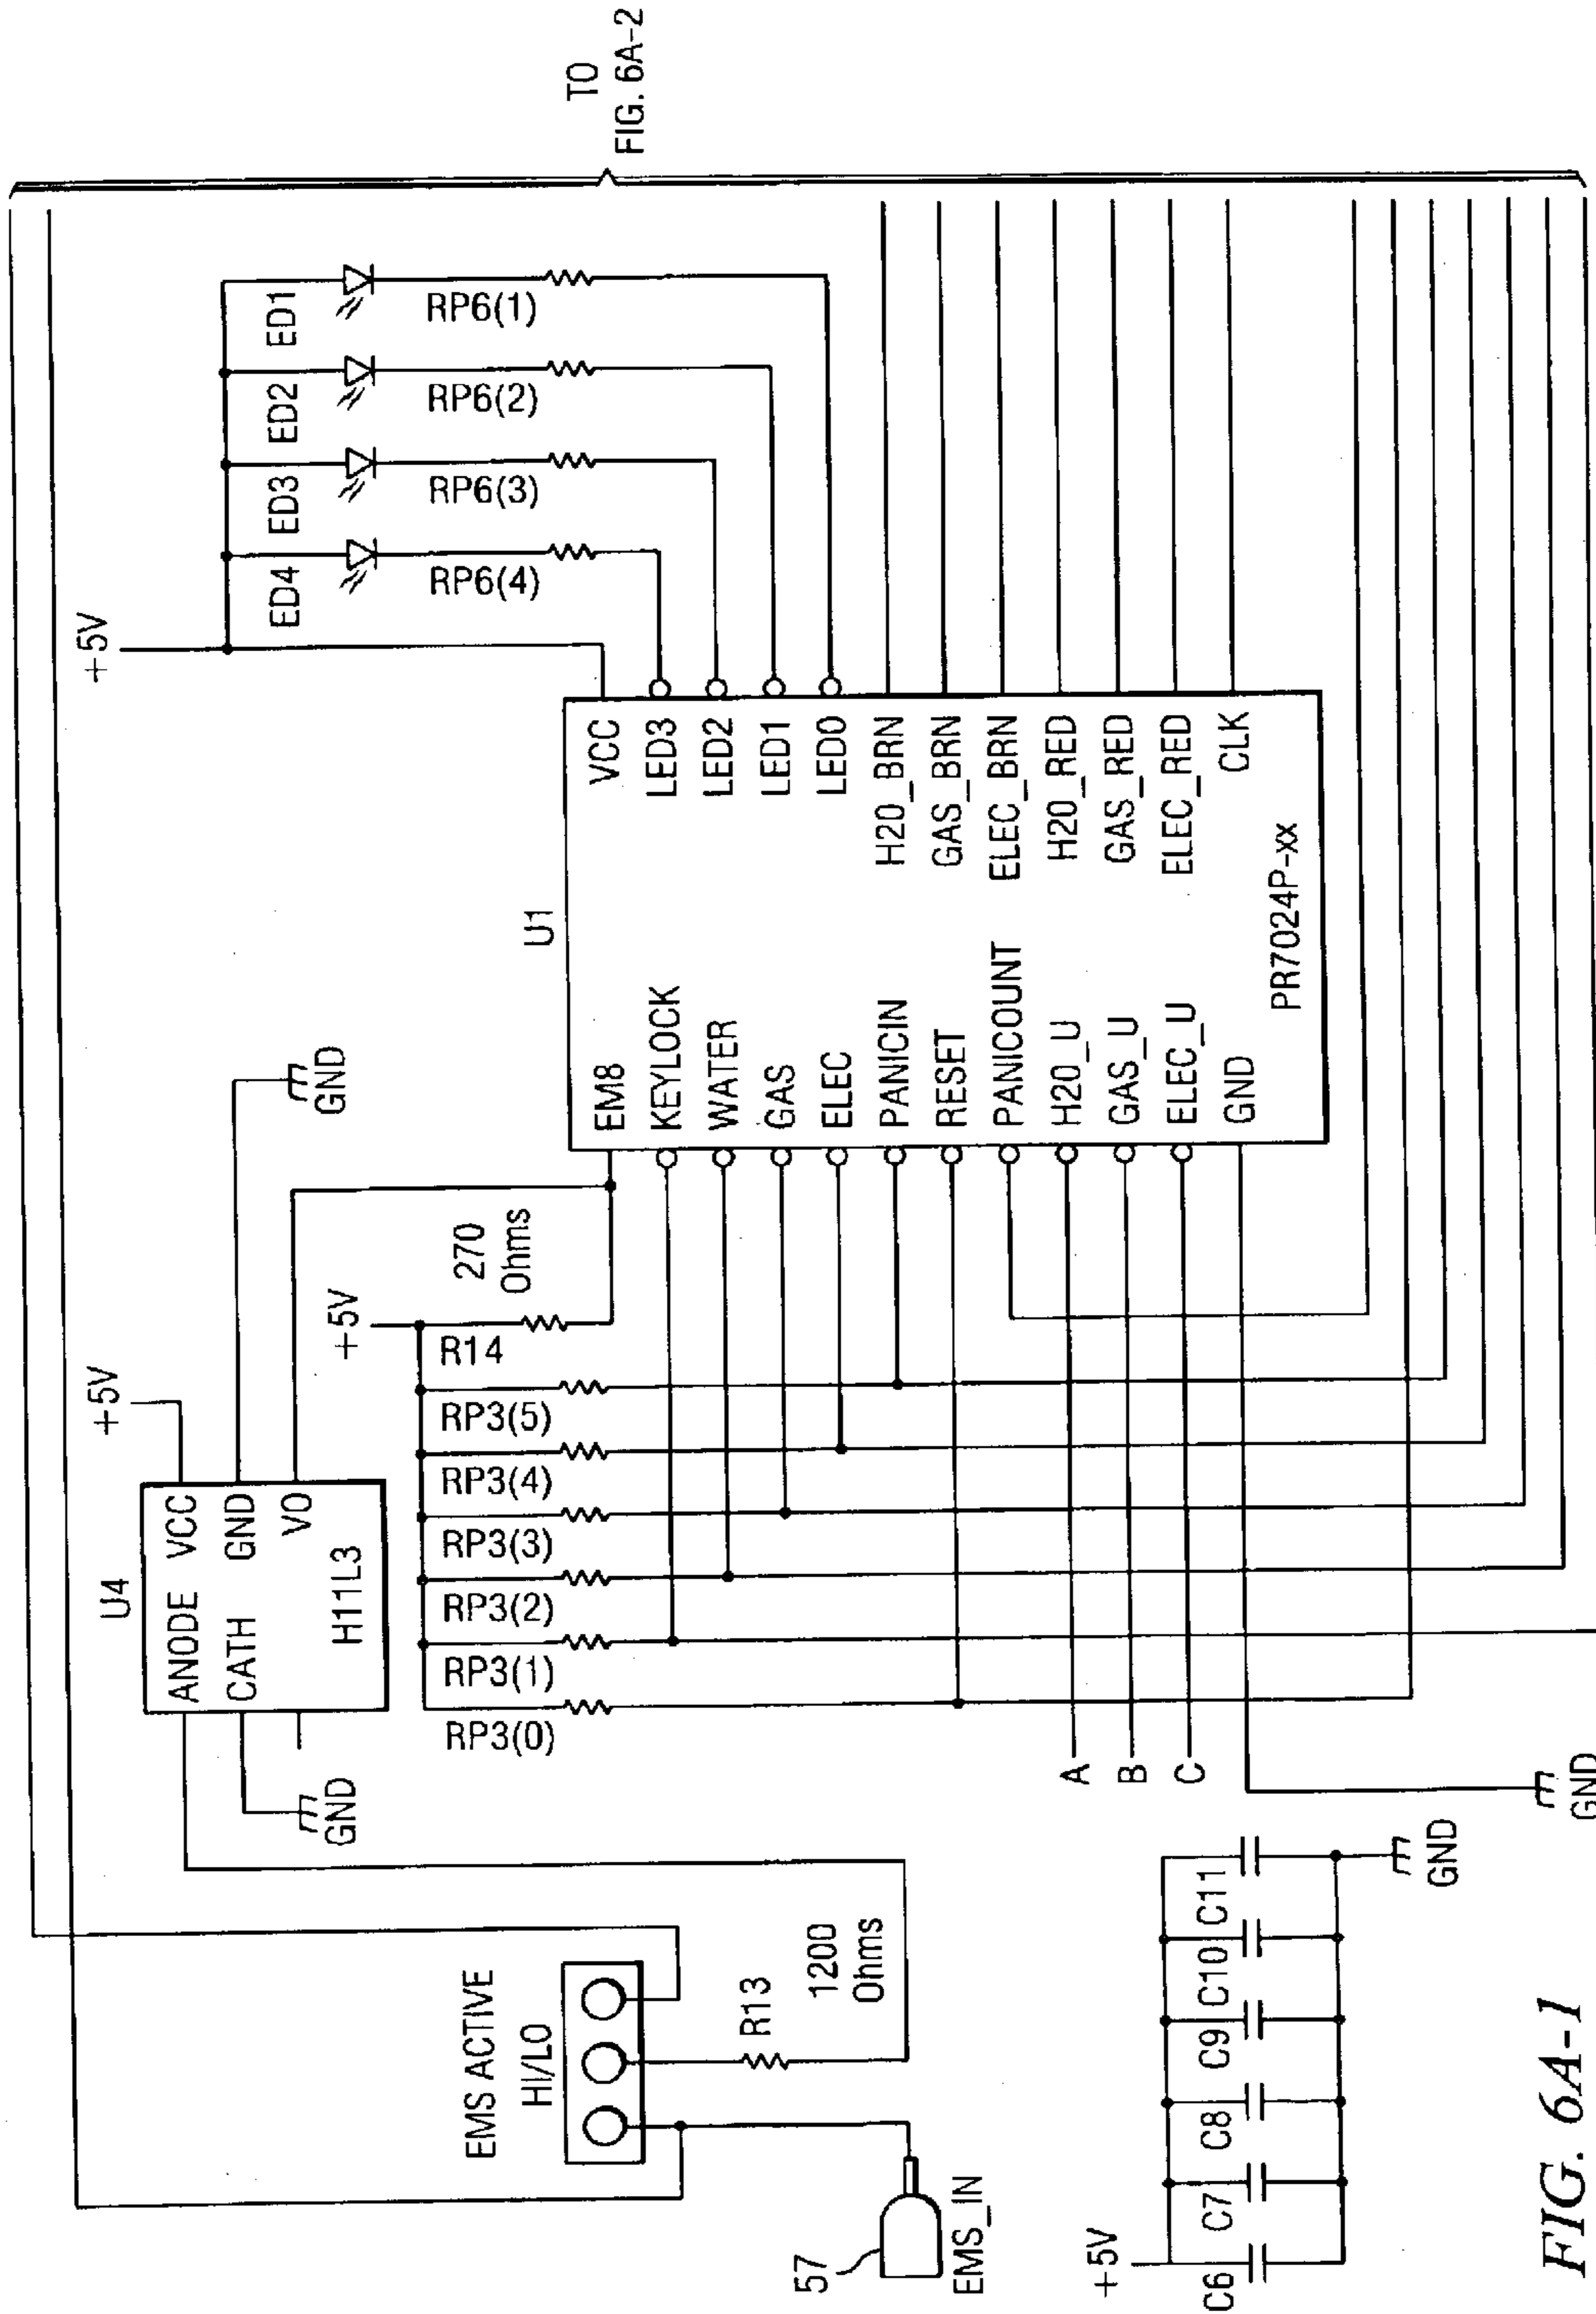 TO
FIG. 6A-2
+5V
ED4
ED3
ED2
ED1
RP6(4)
RP6(3)
RP6(2)
RP6(1)
U4
+5V
ANODE VCC
CATH GND
VO
H11L3
GND
GND
+5V
R14
270
Ohms
RP3(0)
RP3(1)
RP3(2)
RP3(3)
RP3(4)
RP3(5)
U1
EM8
KEYLOCK
WATER
GAS
ELEC
PANICIN
RESET
PANICOUNT
H20_U
GAS_U
ELEC_U
GND
VCC
LED3
LED2
LED1
LED0
H20_BRN
GAS_BRN
ELEC_BRN
H20_RED
GAS_RED
ELEC_RED
CLK
PR7024P-xx
A
B
C
GND
EMS ACTIVE
HI/LO
R13
1200
Ohms
57
EMS_IN
+5V
C6
C7
C8
C9
C10
C11
GND
FIG. 6A-1